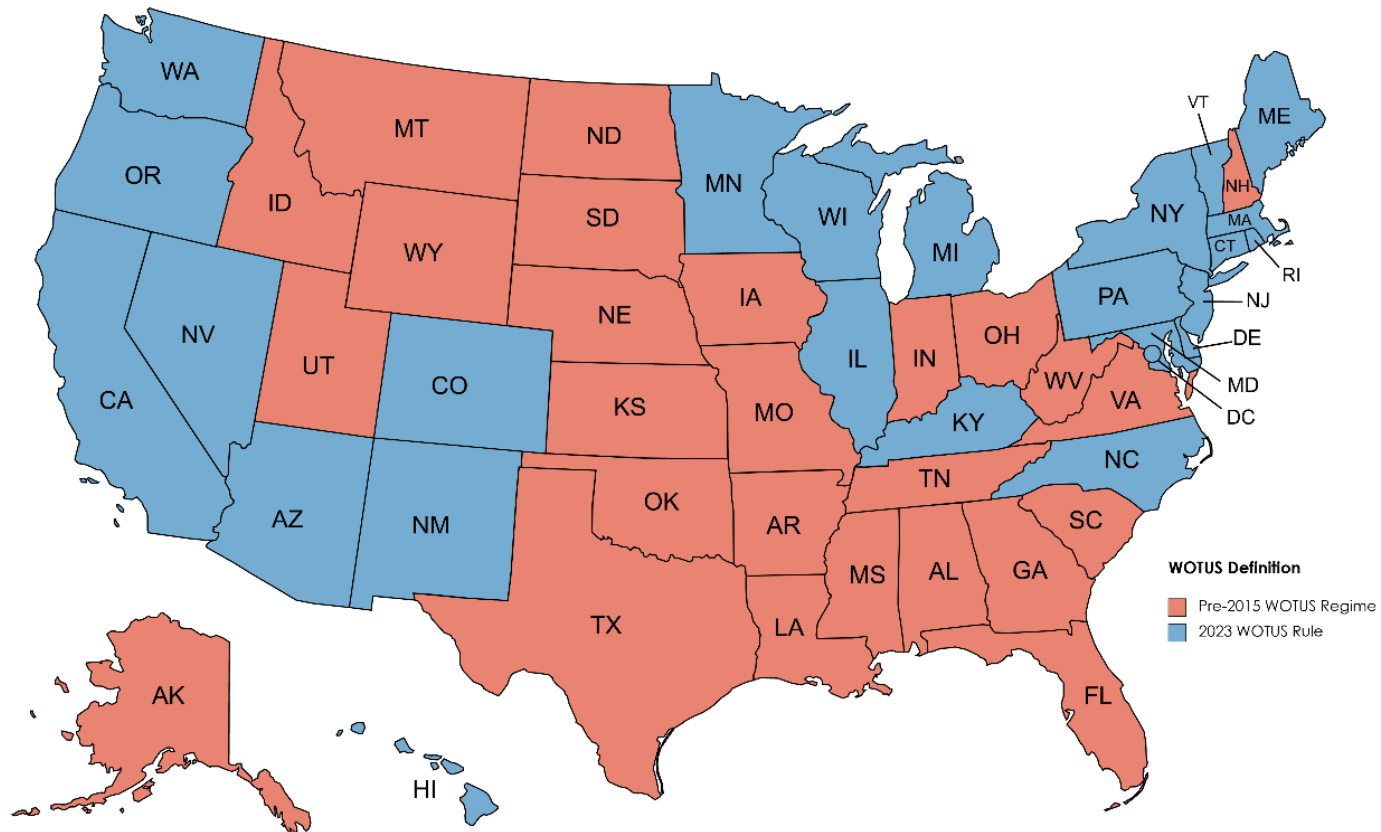 WA
MT
ND
VT
ME
OR
ID
MN
WI
NY
NH
MA
SD
WY
MI
CT
RI
IA
PA
NJ
NE
NV
OH
DE
UT
IL
IN
CO
WV
MD
CA
KS
MO
VA
DC
KY
NC
TN
OK
AZ
NM
AR
SC
MS
AL
GA
WOTUS Definition
Pre-2015 WOTUS Regime
TX
LA
2023 WOTUS Rule
AK
FL
HI